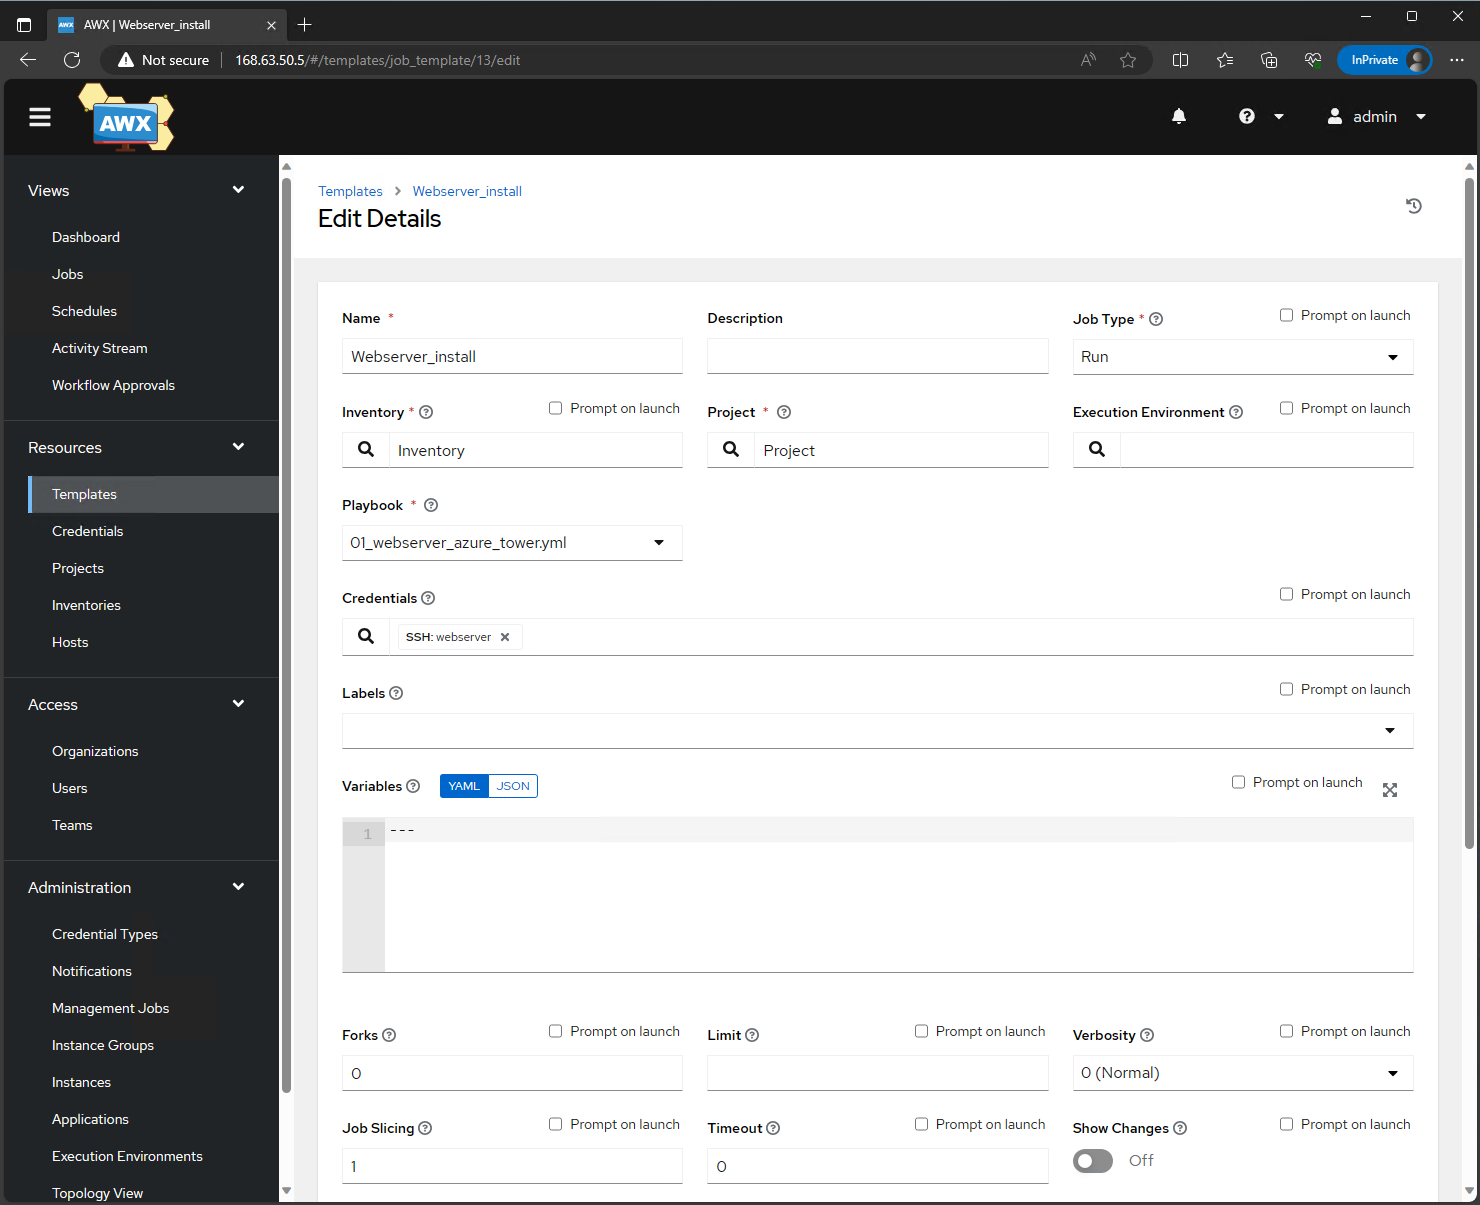 AWX | Webserver_install
Not secure
168.63.50.5/#/templates/job_template/13/edit
InPrivate
AWX
admin
Views
Dashboard
Jobs
Schedules
Activity Stream
Workflow Approvals
Resources
Templates
Credentials
Projects
Inventories
Hosts
Access
Organizations
Users
Teams
Administration
Credential Types
Notifications
Management Jobs
Instance Groups
Instances
Applications
Execution Environments
Topology View
Templates > Webserver_install
Edit Details
Name *
Webserver_install
Description
Job Type *
Prompt on launch
Run
Inventory *
Prompt on launch
Inventory
Project *
Project
Execution Environment
Prompt on launch
Playbook *
01_webserver_azure_tower.yml
Credentials
Prompt on launch
SSH: webserver
Labels
Prompt on launch
Variables
YAML JSON
Prompt on launch
1 ---
Forks
Prompt on launch
0
Limit
Prompt on launch
Verbosity
Prompt on launch
0 (Normal)
Job Slicing
Prompt on launch
1
Timeout
Prompt on launch
0
Show Changes
Prompt on launch
Off